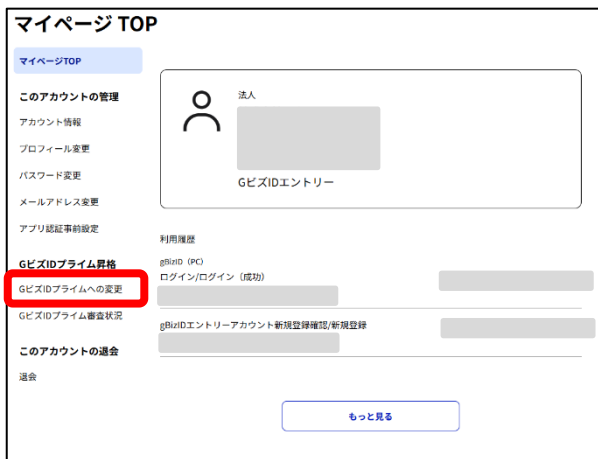 マイページ TOP
マイページTOP
このアカウントの管理
アカウント情報
プロフィール変更
パスワード変更
メールアドレス変更
アプリ認証事前設定
GビズIDプライム昇格
GビズIDプライムへの変更
GビズIDプライム審査状況
このアカウントの退会
退会
法人
GビズIDエントリー
利用履歴
gBizID（PC）
ログイン/ログイン（成功）
gBizIDエントリーアカウント新規登録確認/新規登録
もっと見る